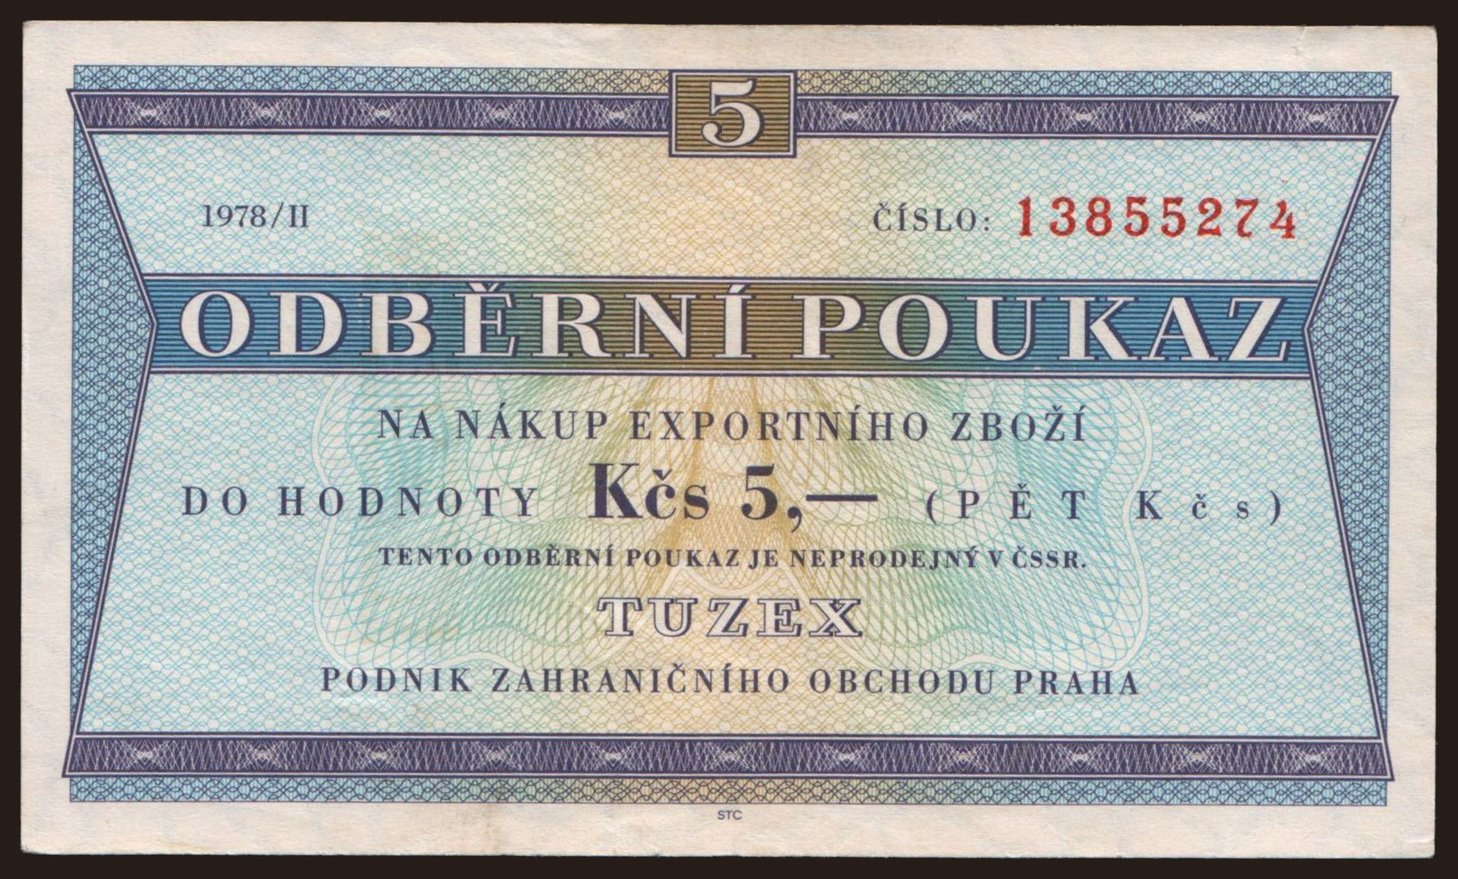 5
1978/II ČÍSLO: 13855274
ODBĚRNÍ POUKAZ
NA NÁKUP EXPORTNÍHO ZBOŽÍ
DO HODNOTY Kčs 5,— (PĚT Kčs)
TENTO ODBĚRNÍ POUKAZ JE NEPRODEJNÝ V ČSSR.
TUZEX
PODNIK ZAHRANIČNÍHO OBCHODU PRAHA
STC